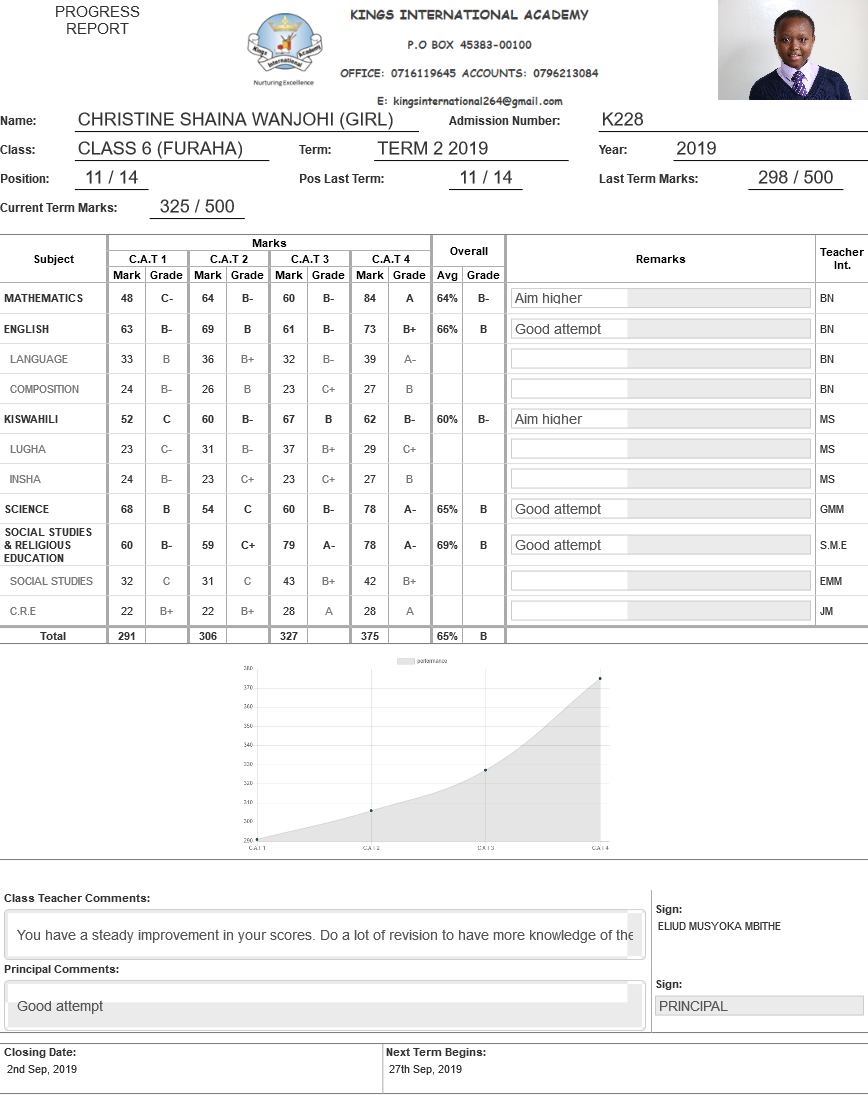 PROGRESS
REPORT
KINGS INTERNATIONAL ACADEMY
P.O BOX 45383-00100
OFFICE: 0716119645 ACCOUNTS: 0796213084
E: kingsinternational264@gmail.com
Kings International Academy
Nurturing Excellence
Name: CHRISTINE SHAINA WANJOHI (GIRL) Admission Number: K228
Class: CLASS 6 (FURAHA) Term: TERM 2 2019 Year: 2019
Position: 11 / 14 Pos Last Term: 11 / 14 Last Term Marks: 298 / 500
Current Term Marks: 325 / 500
Subject Marks Overall Remarks Teacher Int.
C.A.T 1 C.A.T 2 C.A.T 3 C.A.T 4
Mark Grade Mark Grade Mark Grade Mark Grade Avg Grade
MATHEMATICS 48 C- 64 B- 60 B- 84 A 64% B- Aim higher BN
ENGLISH 63 B- 69 B 61 B- 73 B+ 66% B Good attempt BN
LANGUAGE 33 B 36 B+ 32 B- 39 A- BN
COMPOSITION 24 B- 26 B 23 C+ 27 B BN
KISWAHILI 52 C 60 B- 67 B 62 B- 60% B- Aim higher MS
LUGHA 23 C- 31 B- 37 B+ 29 C+ MS
INSHA 24 B- 23 C+ 23 C+ 27 B MS
SCIENCE 68 B 54 C 60 B- 78 A- 65% B Good attempt GMM
SOCIAL STUDIES
& RELIGIOUS
EDUCATION 60 B- 59 C+ 79 A- 78 A- 69% B Good attempt S.M.E
SOCIAL STUDIES 32 C 31 C 43 B+ 42 B+ EMM
C.R.E 22 B+ 22 B+ 28 A 28 A JM
Total 291 306 327 375 65% B
performance
380
370
360
350
340
330
320
310
300
290
C.A.T 1 C.A.T 2 C.A.T 3 C.A.T 4
Class Teacher Comments:
You have a steady improvement in your scores. Do a lot of revision to have more knowledge of the
Sign:
ELIUD MUSYOKA MBITHE
Principal Comments:
Good attempt
Sign:
PRINCIPAL
Closing Date:
2nd Sep, 2019
Next Term Begins:
27th Sep, 2019